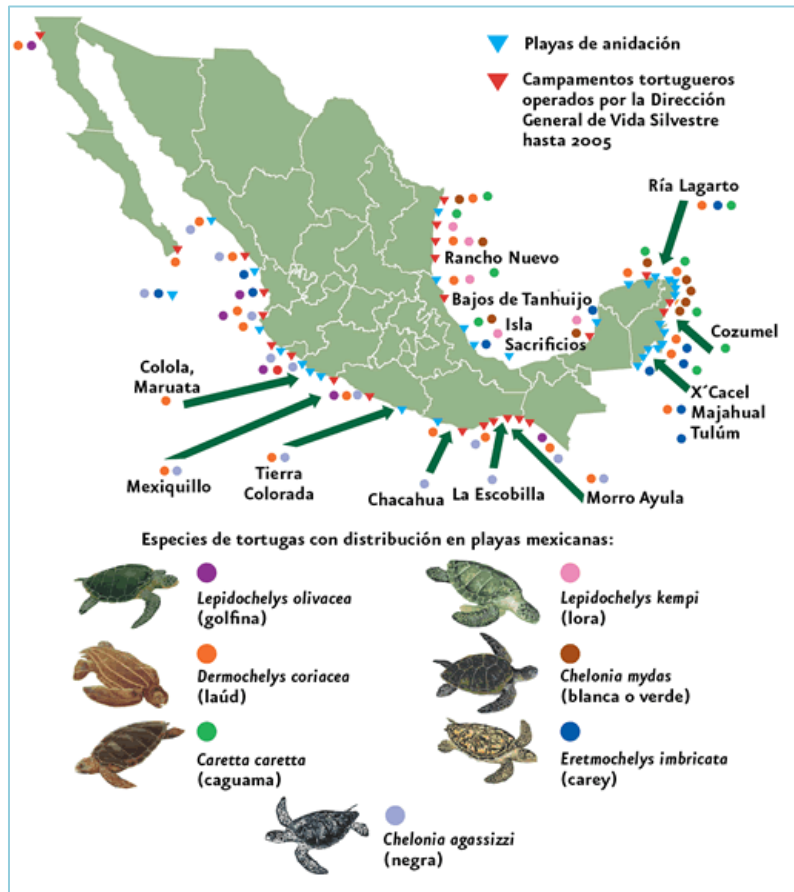 Playas de anidación
Campamentos tortugueros
operados por la Dirección
General de Vida Silvestre
hasta 2005
Ría Lagarto
Rancho Nuevo
Bajos de Tanhuijo
Isla
Sacrificios
Cozumel
Colola,
Maruata
X´Cacel
Majahual
Tulúm
Mexiquillo
Tierra
Colorada
Chacahua
La Escobilla
Morro Ayula
Especies de tortugas con distribución en playas mexicanas:
Lepidochelys olivacea
(golfina)
Lepidochelys kempi
(lora)
Dermochelys coriacea
(laúd)
Chelonia mydas
(blanca o verde)
Caretta caretta
(caguama)
Eretmochelys imbricata
(carey)
Chelonia agassizzi
(negra)